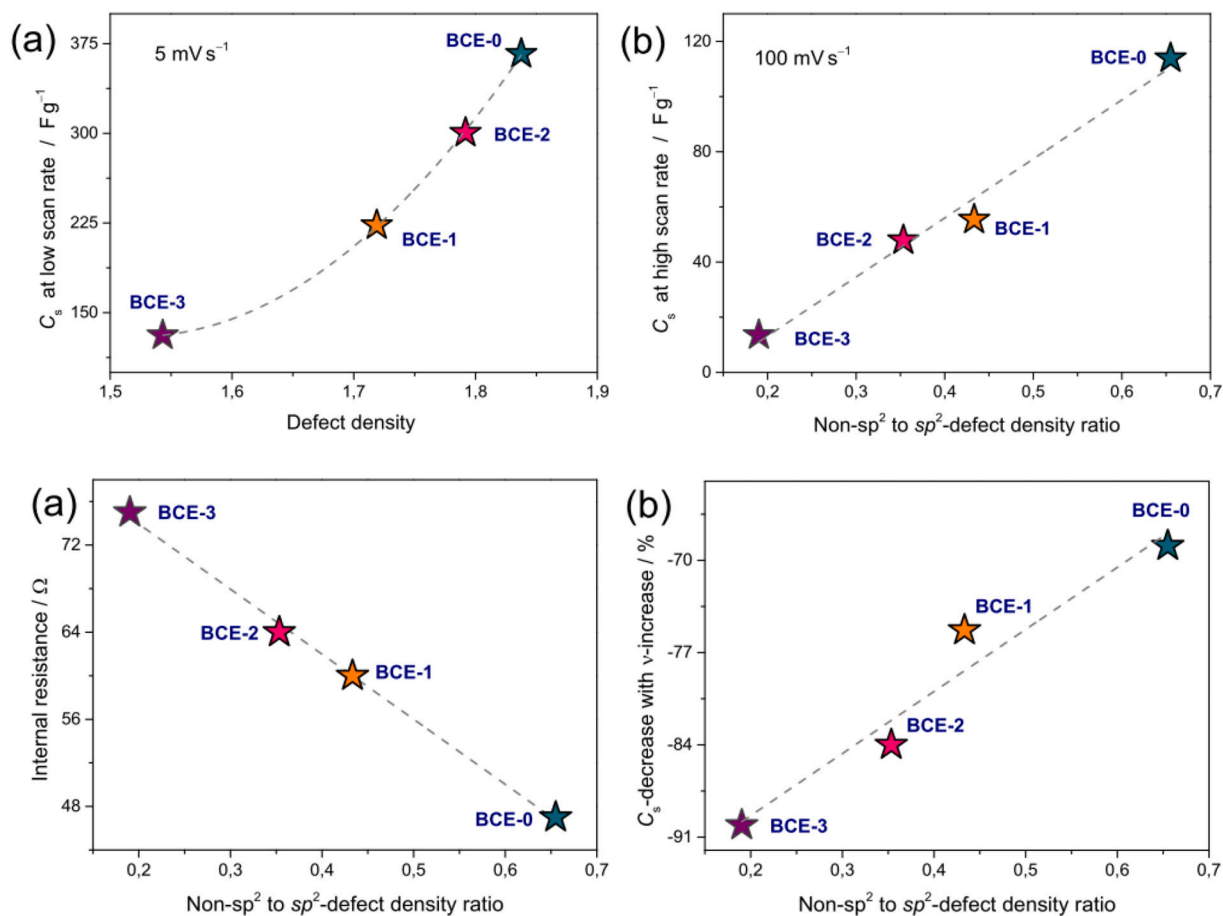 (a)
5 mV s⁻¹
375
300
225
150
Cₛ at low scan rate / F g⁻¹
BCE-0
BCE-2
BCE-1
BCE-3
1,5 1,6 1,7 1,8 1,9
Defect density
(b)
100 mV s⁻¹
120
80
40
0
Cₛ at high scan rate / F g⁻¹
BCE-0
BCE-2
BCE-1
BCE-3
0,2 0,3 0,4 0,5 0,6 0,7
Non-sp² to sp²-defect density ratio
(a)
72
64
56
48
Internal resistance / Ω
BCE-3
BCE-2
BCE-1
BCE-0
0,2 0,3 0,4 0,5 0,6 0,7
Non-sp² to sp²-defect density ratio
(b)
-70
-77
-84
-91
Cₛ-decrease with ν-increase / %
BCE-0
BCE-1
BCE-2
BCE-3
0,2 0,3 0,4 0,5 0,6 0,7
Non-sp² to sp²-defect density ratio